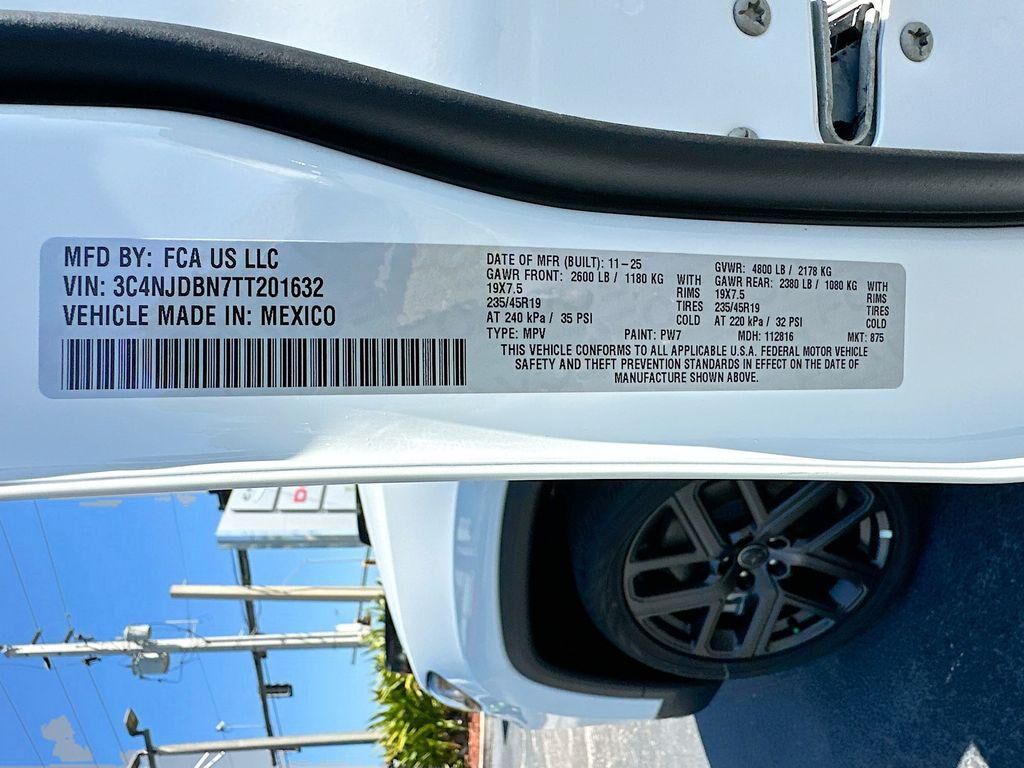 MFD BY: FCA US LLC
VIN: 3C4NJDBN7TT201632
VEHICLE MADE IN: MEXICO
DATE OF MFR (BUILT): 11-25
GAWR FRONT: 2600 LB / 1180 KG WITH
19X7.5 RIMS
235/45R19 TIRES
AT 240 kPa / 35 PSI COLD
GVWR: 4800 LB / 2178 KG
GAWR REAR: 2380 LB / 1080 KG WITH
19X7.5 RIMS
235/45R19 TIRES
AT 220 kPa / 32 PSI COLD
TYPE: MPV PAINT: PW7 MDH: 112816 MKT: 875
THIS VEHICLE CONFORMS TO ALL APPLICABLE U.S.A. FEDERAL MOTOR VEHICLE
SAFETY AND THEFT PREVENTION STANDARDS IN EFFECT ON THE DATE OF
MANUFACTURE SHOWN ABOVE.